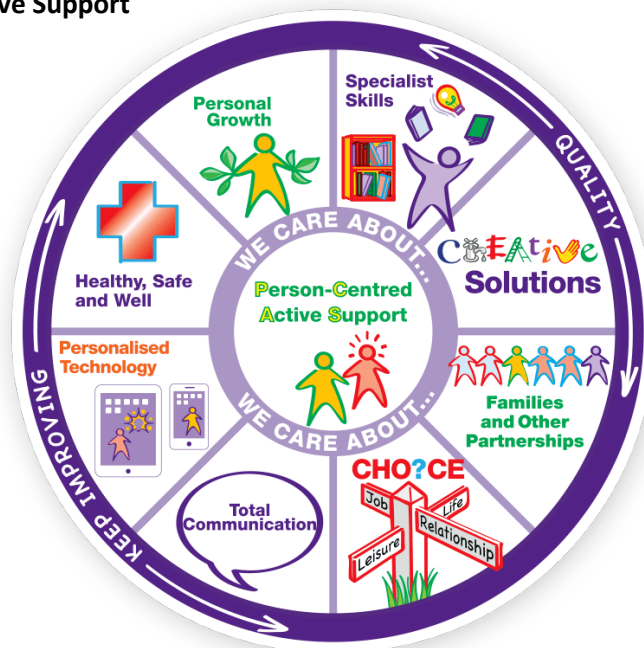 ve Support
Specialist
Skills
Personal
Growth
QUALITY
WE CARE ABOUT...
CREAtive
Solutions
Healthy, Safe
and Well
Person-Centred
Active Support
Personalised
Technology
Families
and Other
Partnerships
WE CARE ABOUT...
KEEP IMPROVING
CHO?CE
Job
Life
Relationship
Leisure
Total
Communication